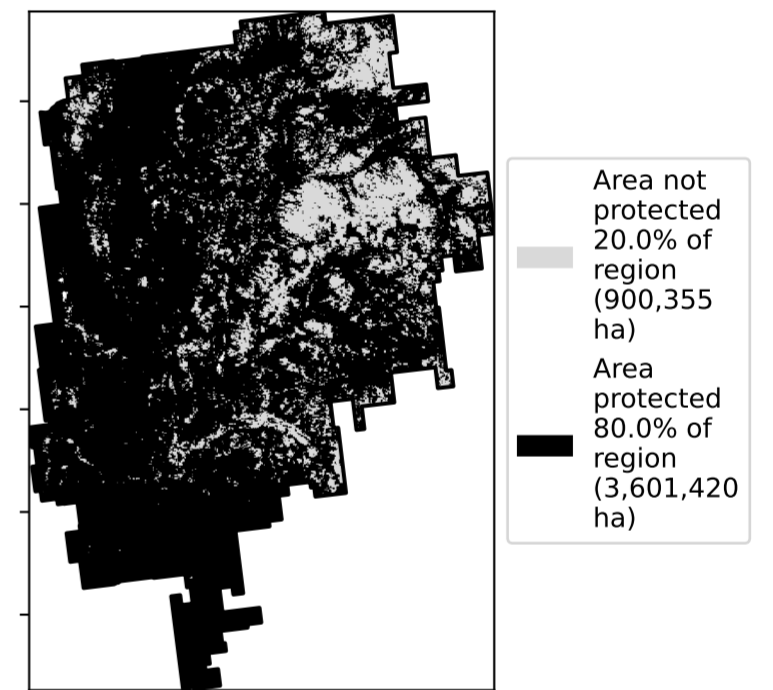 Area not
protected
20.0% of
region
(900,355
ha)
Area
protected
80.0% of
region
(3,601,420
ha)